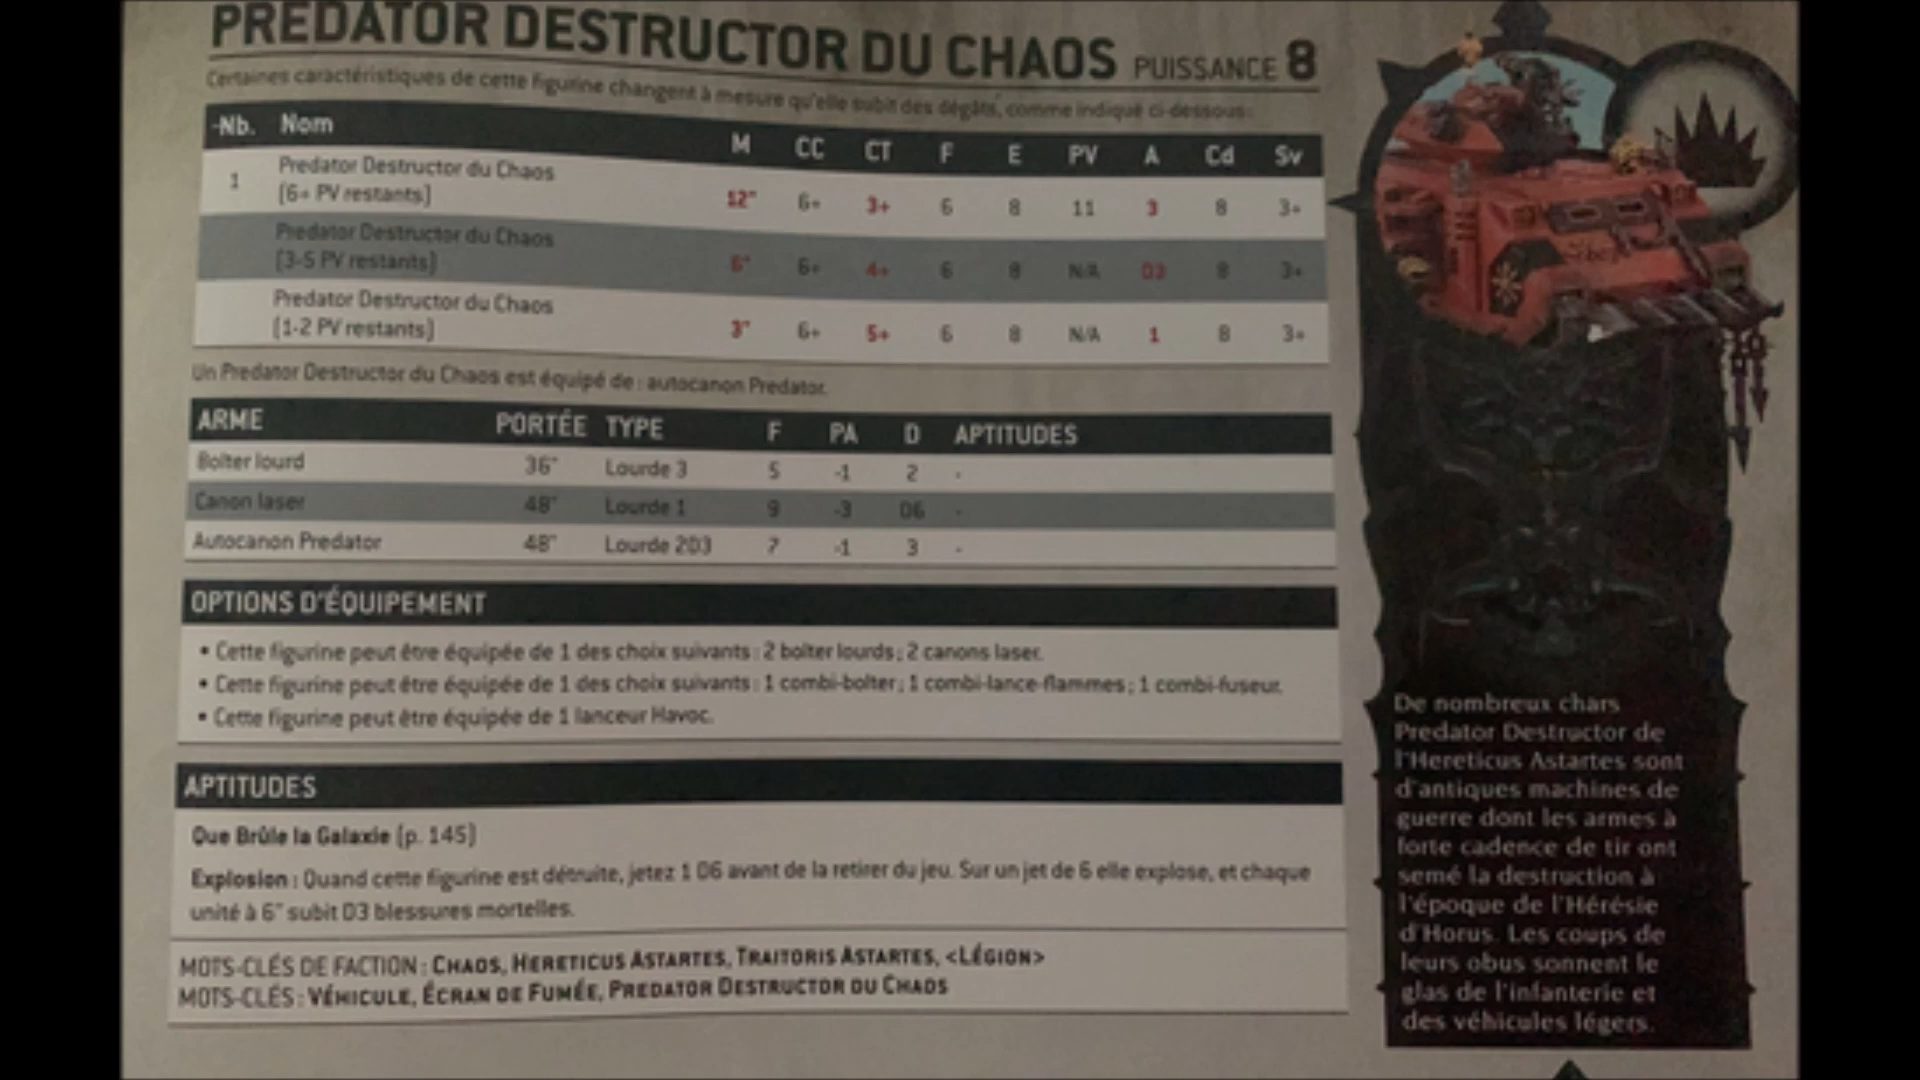 PREDATOR DESTRUCTOR DU CHAOS PUISSANCE 8
Certaines caractéristiques de cette figurine changent à mesure qu'elle subit des dégâts, comme indiqué ci-dessous:
Nb. Nom M CC CT F E PV A Cd Sv
1 Predator Destructor du Chaos
(6+ PV restants) 12" 6+ 3+ 6 8 11 3 8 3+
Predator Destructor du Chaos
(3-5 PV restants) 6" 6+ 4+ 6 8 N/A D3 8 3+
Predator Destructor du Chaos
(1-2 PV restants) 3" 6+ 5+ 6 8 N/A 1 8 3+
Un Predator Destructor du Chaos est équipé de : autocanon Predator.
ARME PORTÉE TYPE F PA D APTITUDES
Bolter lourd 36" Lourde 3 5 -1 2 -
Canon laser 48" Lourde 1 9 -3 D6 -
Autocanon Predator 48" Lourde 2D3 7 -1 3 -
OPTIONS D'ÉQUIPEMENT
• Cette figurine peut être équipée de 1 des choix suivants : 2 bolter lourds ; 2 canons laser.
• Cette figurine peut être équipée de 1 des choix suivants : 1 combi-bolter ; 1 combi-lance-flammes ; 1 combi-fuseur.
• Cette figurine peut être équipée de 1 lanceur Havoc.
APTITUDES
Que Brûle la Galaxie (p. 145)
Explosion : Quand cette figurine est détruite, jetez 1 D6 avant de la retirer du jeu. Sur un jet de 6 elle explose, et chaque
unité à 6" subit D3 blessures mortelles.
MOTS-CLÉS DE FACTION : CHAOS, HERETICUS ASTARTES, TRAITORIS ASTARTES, <LÉGION>
MOTS-CLÉS : VÉHICULE, ÉCRAN DE FUMÉE, PREDATOR DESTRUCTOR DU CHAOS
De nombreux chars
Predator Destructor de
l'Hereticus Astartes sont
d'antiques machines de
guerre dont les armes à
forte cadence de tir ont
semé la destruction à
l'époque de l'Hérésie
d'Horus. Les coups de
leurs obus sonnent le
glas de l'infanterie et
des véhicules légers.